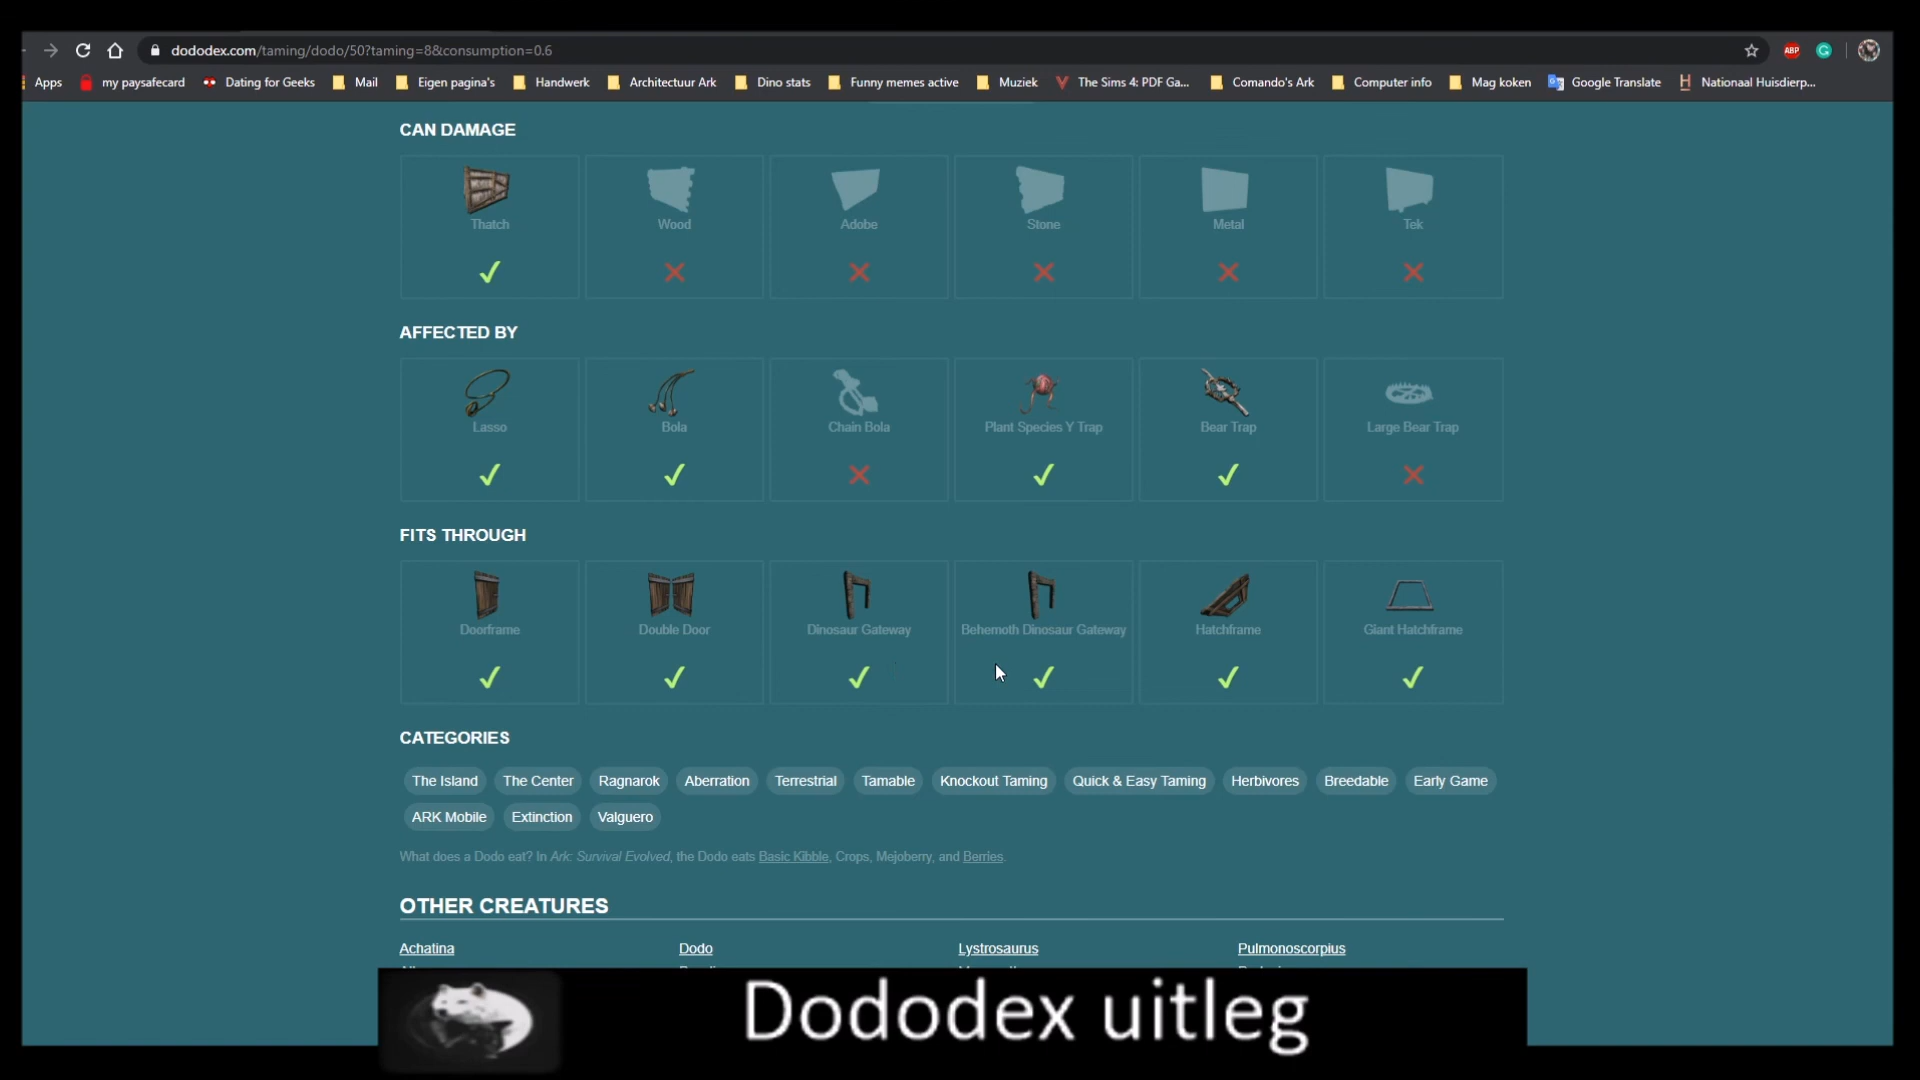 dododex.com/taming/dodo/50?taming=8&consumption=0.6
ABP
Apps my paysafecard Dating for Geeks Mail Eigen pagina's Handwerk Architectuur Ark Dino stats Funny memes active Muziek The Sims 4: PDF Ga... Comando's Ark Computer info Mag koken Google Translate Nationaal Huisdierp...
CAN DAMAGE
Thatch Wood Adobe Stone Metal Tek
AFFECTED BY
Lasso Bola Chain Bola Plant Species Y Trap Bear Trap Large Bear Trap
FITS THROUGH
Doorframe Double Door Dinosaur Gateway Behemoth Dinosaur Gateway Hatchframe Giant Hatchframe
CATEGORIES
The Island The Center Ragnarok Aberration Terrestrial Tamable Knockout Taming Quick & Easy Taming Herbivores Breedable Early Game
ARK Mobile Extinction Valguero
What does a Dodo eat? In Ark: Survival Evolved, the Dodo eats Basic Kibble, Crops, Mejoberry, and Berries.
OTHER CREATURES
Achatina Dodo Lystrosaurus Pulmonoscorpius
Dododex uitleg